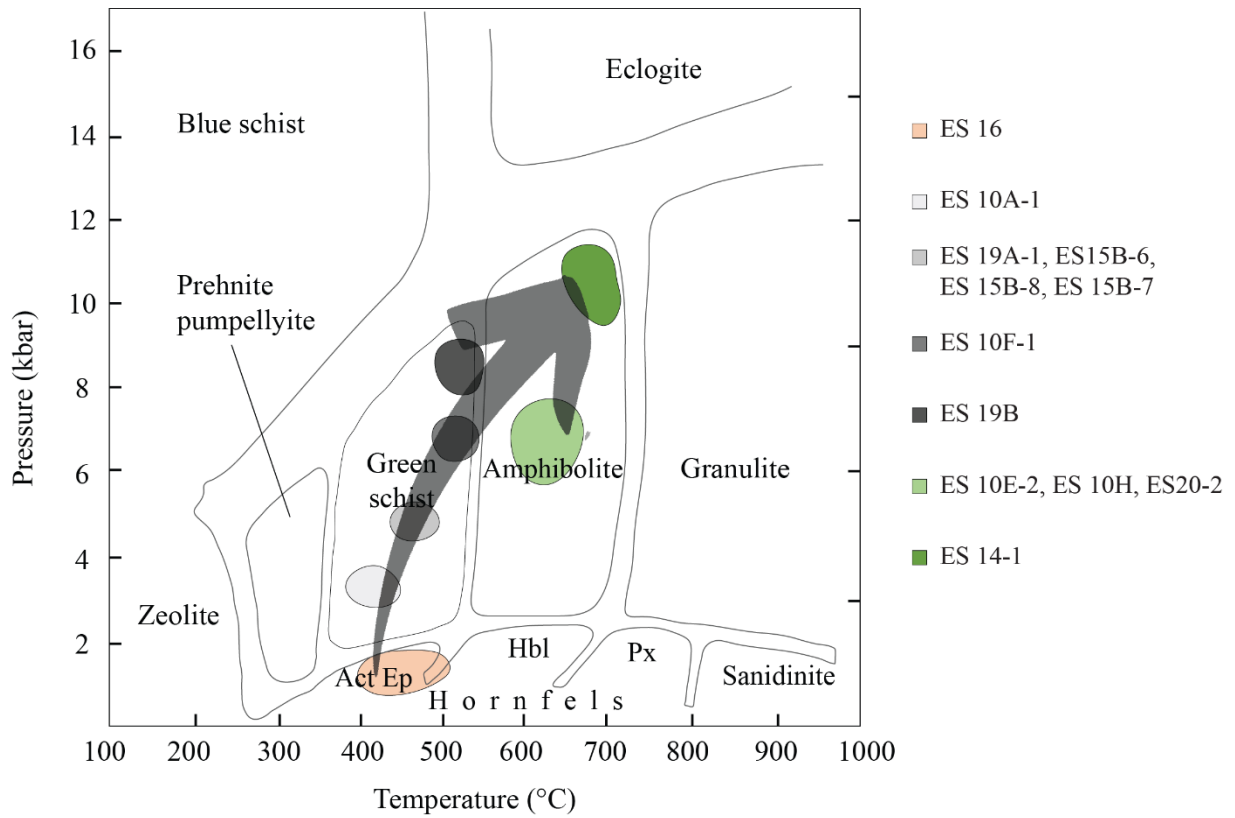 16
14
12
10
8
6
4
2
Pressure (kbar)
Eclogite
Blue schist
Prehnite
pumpellyite
Green
schist
Amphibolite
Granulite
Zeolite
Act Ep
Hbl
Px
Sanidinite
Hornfels
100 200 300 400 500 600 700 800 900 1000
Temperature (°C)
ES 16
ES 10A-1
ES 19A-1, ES15B-6,
ES 15B-8, ES 15B-7
ES 10F-1
ES 19B
ES 10E-2, ES 10H, ES20-2
ES 14-1